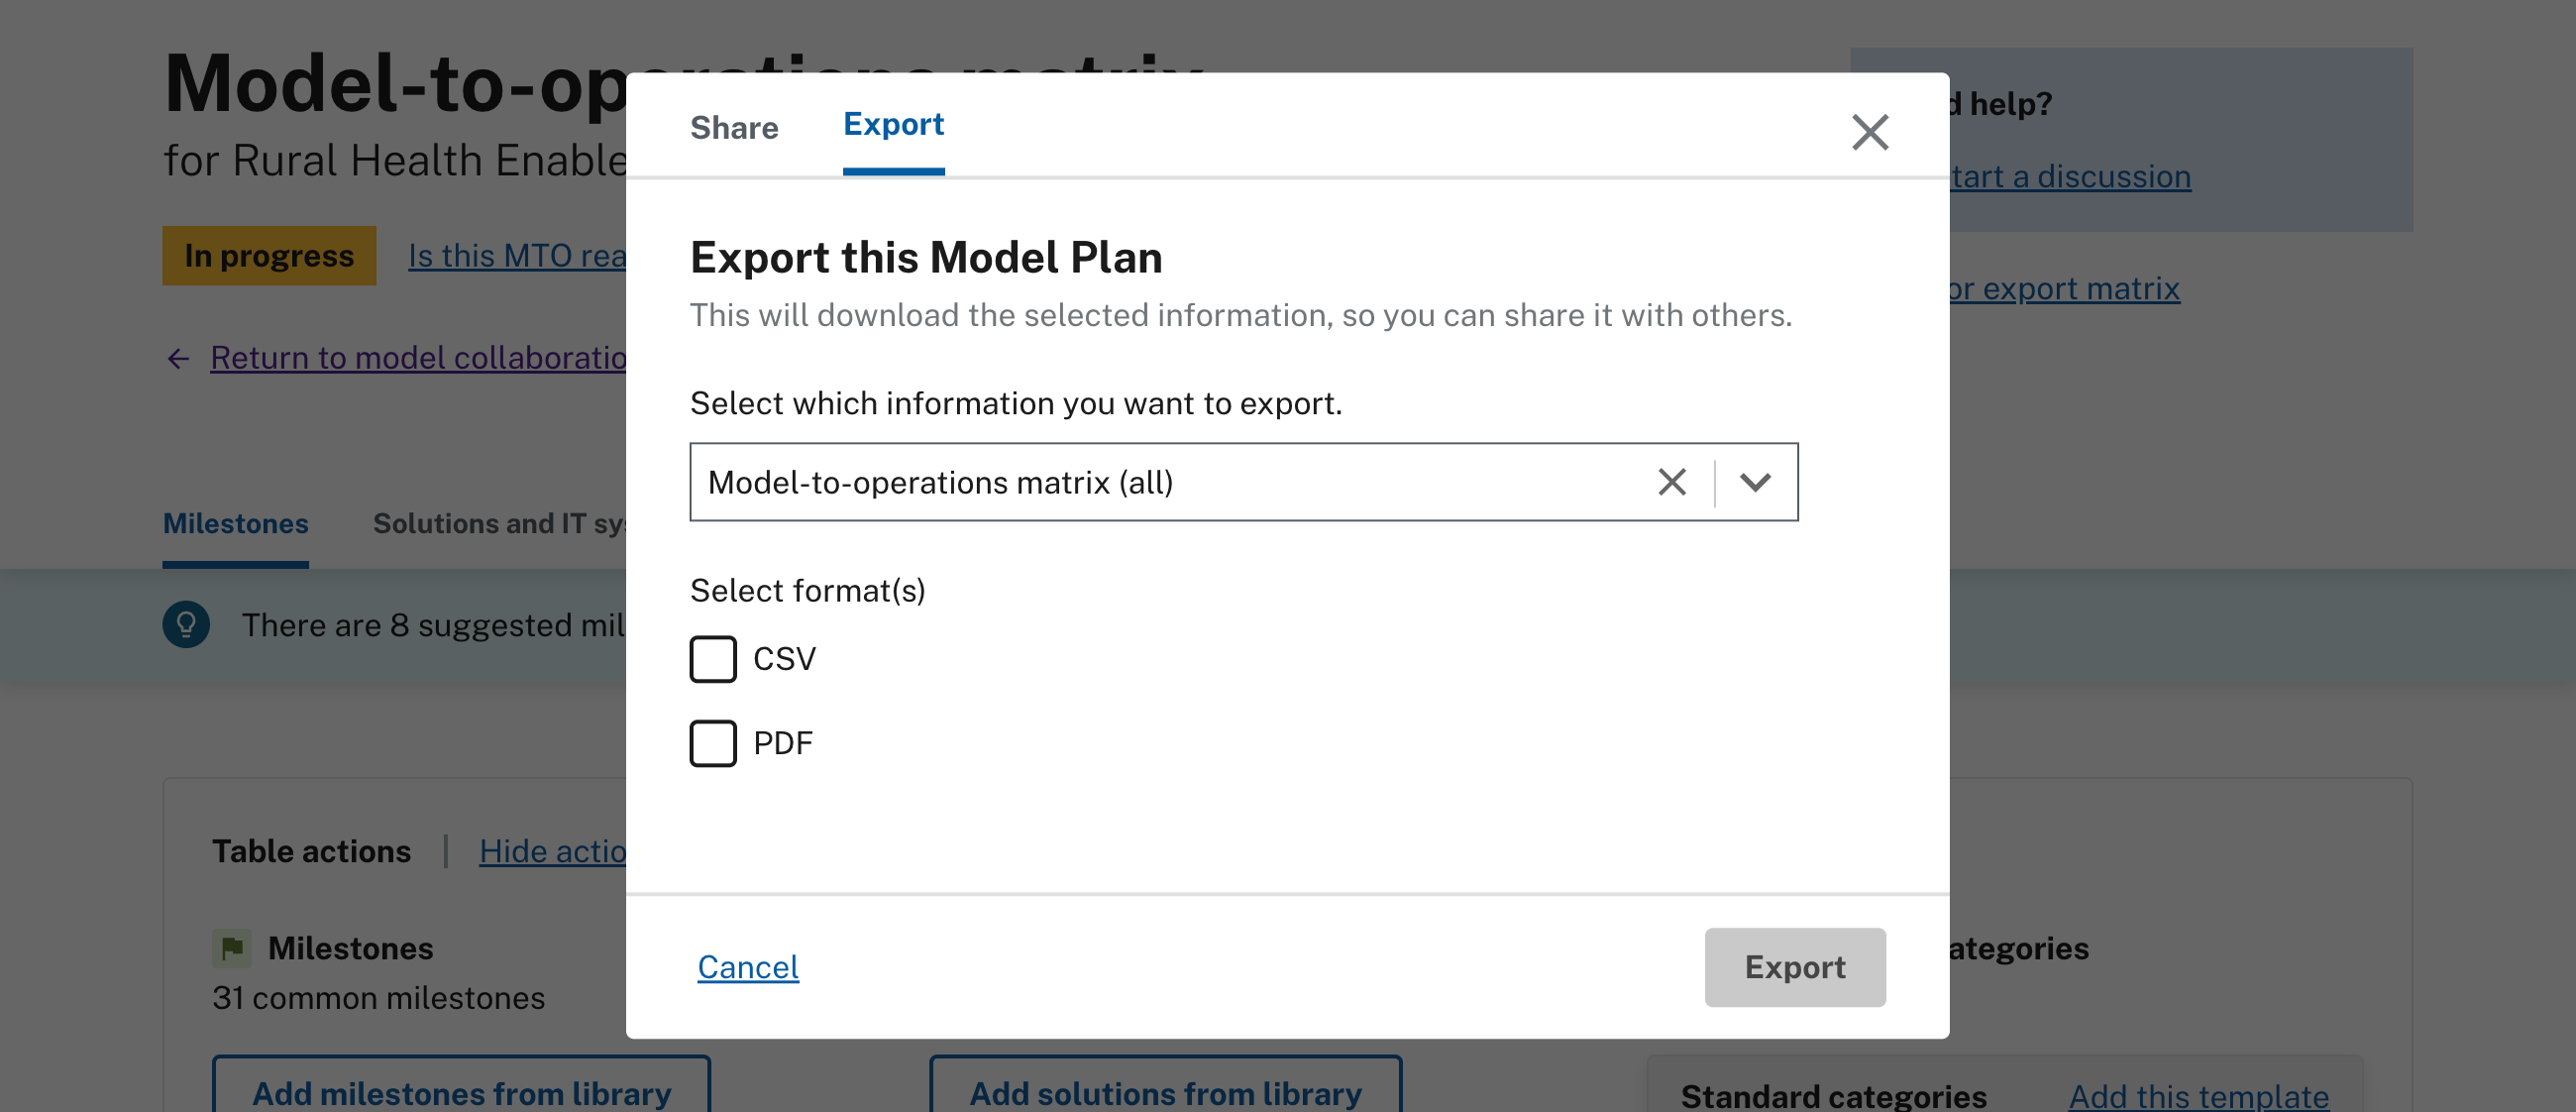 Model-to-operations matrix
for Rural Health Enable
In progress
Is this MTO rea
Return to model collaboratio
help?
tart a discussion
or export matrix
Milestones
Solutions and IT sys
There are 8 suggested mil
Share
Export
Export this Model Plan
This will download the selected information, so you can share it with others.
Select which information you want to export.
Model-to-operations matrix (all)
Select format(s)
CSV
PDF
Cancel
Export
Table actions
Hide actio
Milestones
31 common milestones
Add milestones from library
Add solutions from library
ategories
Standard categories
Add this template